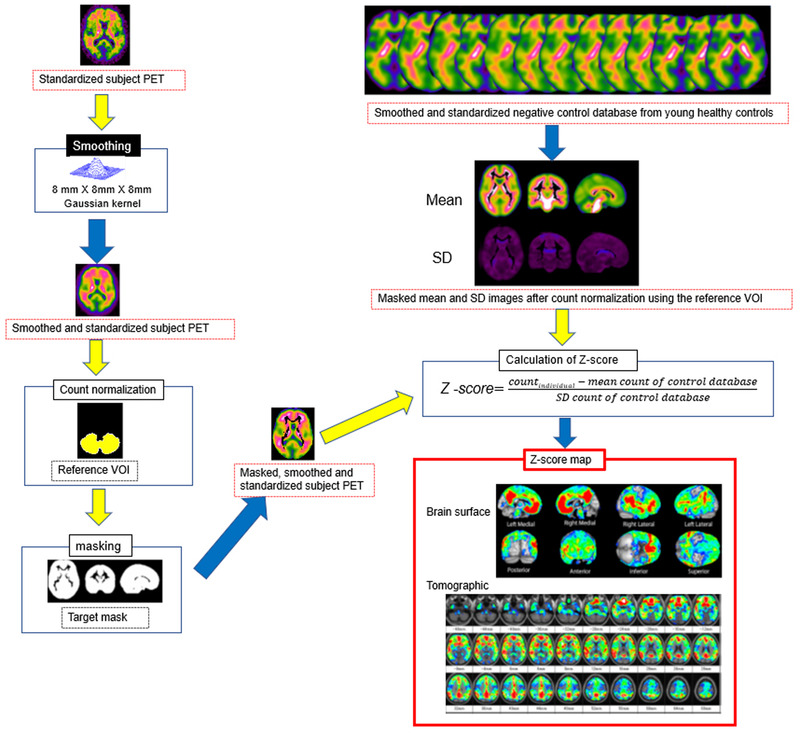 Standardized subject PET
Smoothing
8 mm X 8mm X 8mm
Gaussian kernel
Smoothed and standardized subject PET
Count normalization
Reference VOI
masking
Target mask
Masked, smoothed and
standardized subject PET
Smoothed and standardized negative control database from young healthy controls
Mean
SD
Masked mean and SD images after count normalization using the reference VOI
Calculation of Z-score
Z -score= count individual − mean count of control database
SD count of control database
Z-score map
Brain surface
Left Medial Right Medial Right Lateral Left Lateral
Posterior Anterior Inferior Superior
Tomographic